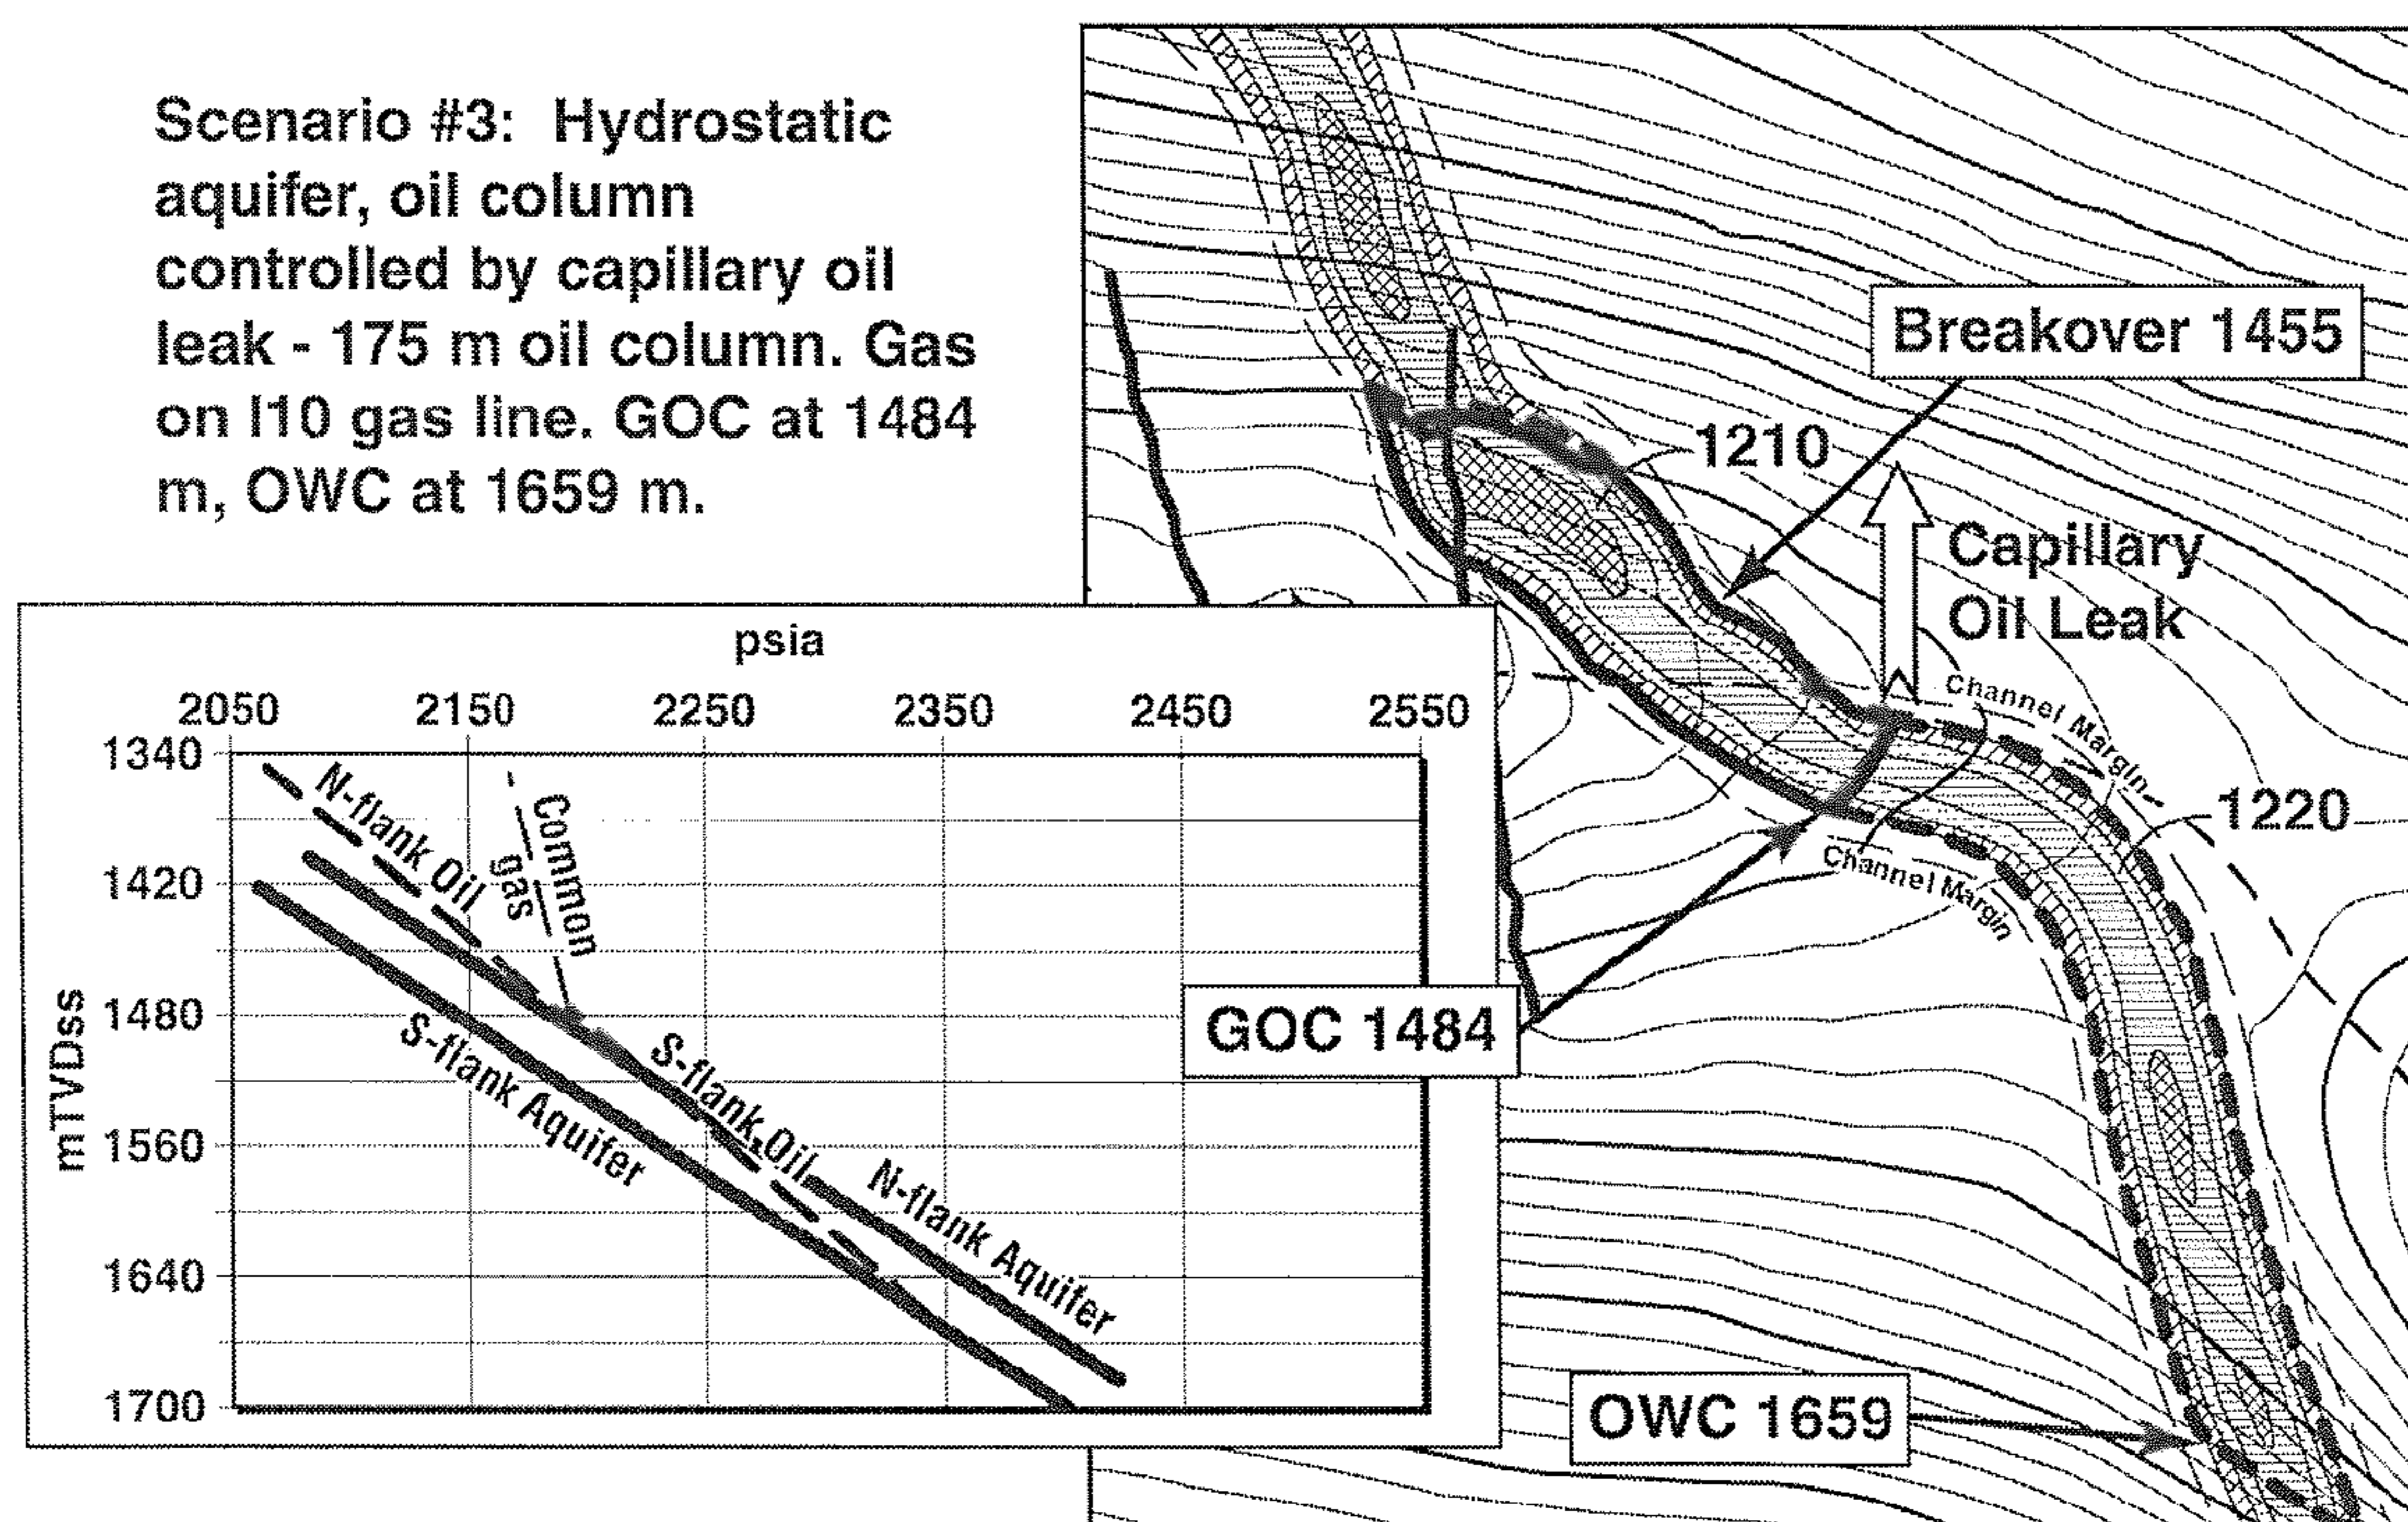 Scenario #3: Hydrostatic
aquifer, oil column
controlled by capillary oil
leak - 175 m oil column. Gas
on I10 gas line. GOC at 1484
m, OWC at 1659 m.
Breakover 1455
1210
Capillary
Oil Leak
Channel Margin
1220
Channel Margin
GOC 1484
OWC 1659
psia
2050 2150 2250 2350 2450 2550
mTVDss
1340
1420
1480
1560
1640
1700
N-flank Oil
Common
gas
S-flank Aquifer
S-flank Oil
N-flank Aquifer